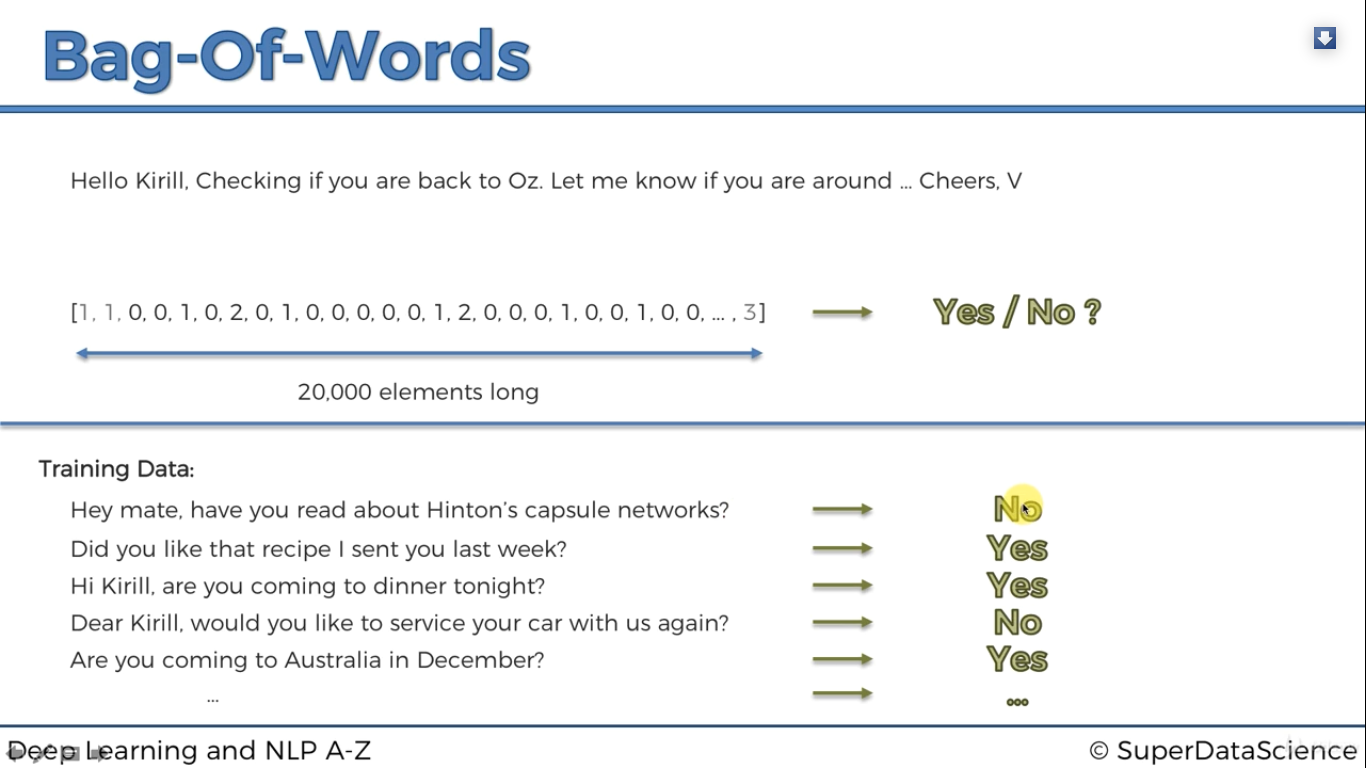 Bag-Of-Words
Hello Kirill, Checking if you are back to Oz. Let me know if you are around ... Cheers, V
[1, 1, 0, 0, 1, 0, 2, 0, 1, 0, 0, 0, 0, 0, 1, 2, 0, 0, 0, 1, 0, 0, 1, 0, 0, ... , 3]
Yes / No ?
20,000 elements long
Training Data:
Hey mate, have you read about Hinton's capsule networks? No
Did you like that recipe I sent you last week? Yes
Hi Kirill, are you coming to dinner tonight? Yes
Dear Kirill, would you like to service your car with us again? No
Are you coming to Australia in December? Yes
... ...
Deep Learning and NLP A-Z
© SuperDataScience